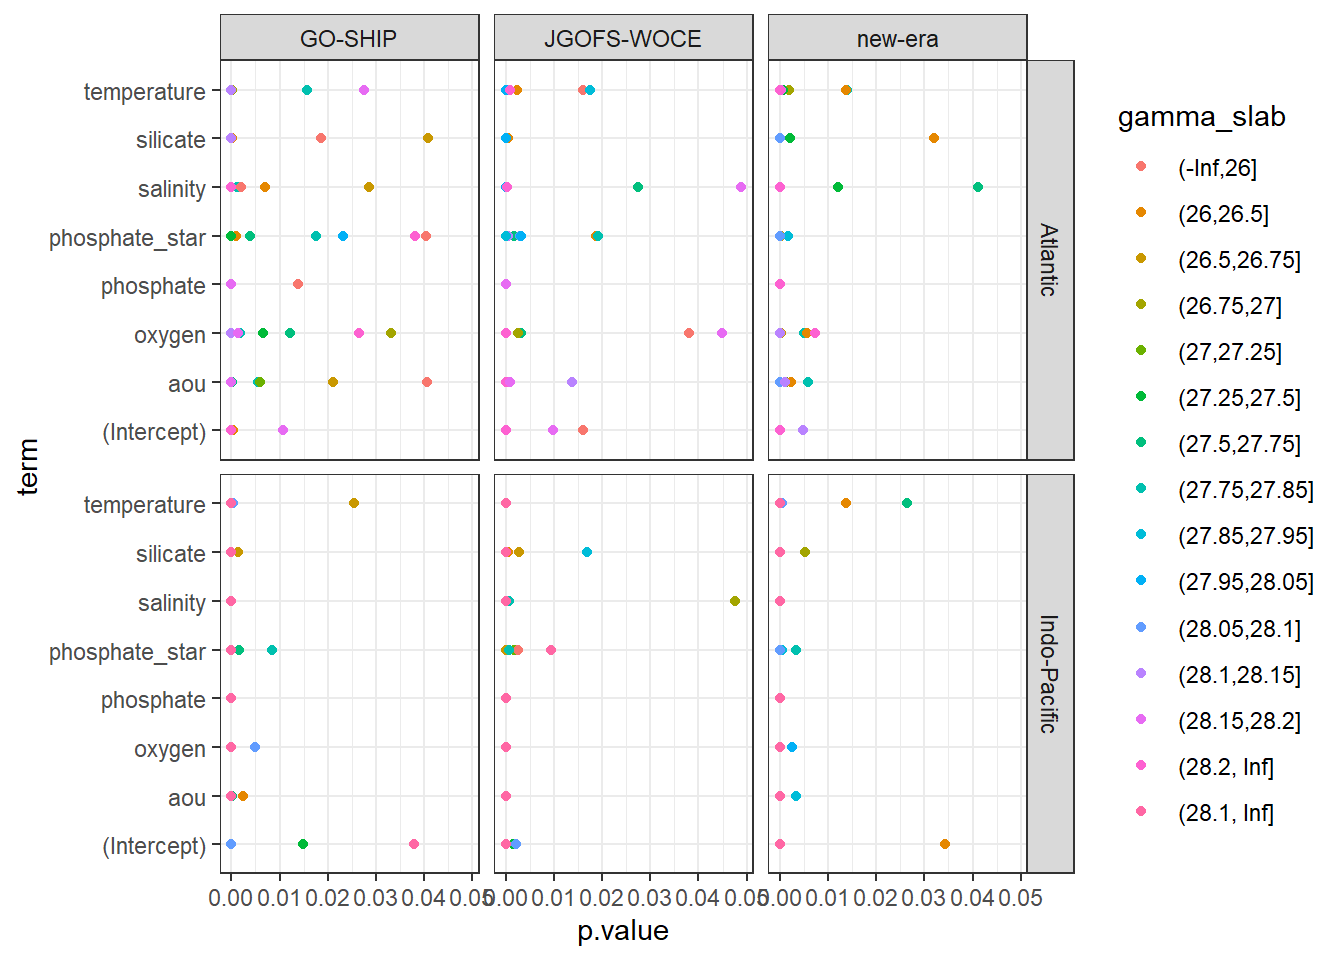 GO-SHIP
JGOFS-WOCE
new-era
temperature
silicate
salinity
phosphate_star
phosphate
oxygen
aou
(Intercept)
Atlantic
temperature
silicate
salinity
phosphate_star
phosphate
oxygen
aou
(Intercept)
Indo-Pacific
term
0.00 0.01 0.02 0.03 0.04 0.05
0.00 0.01 0.02 0.03 0.04 0.05
0.00 0.01 0.02 0.03 0.04 0.05
p.value
gamma_slab
(-Inf,26]
(26,26.5]
(26.5,26.75]
(26.75,27]
(27,27.25]
(27.25,27.5]
(27.5,27.75]
(27.75,27.85]
(27.85,27.95]
(27.95,28.05]
(28.05,28.1]
(28.1,28.15]
(28.15,28.2]
(28.2, Inf]
(28.1, Inf]